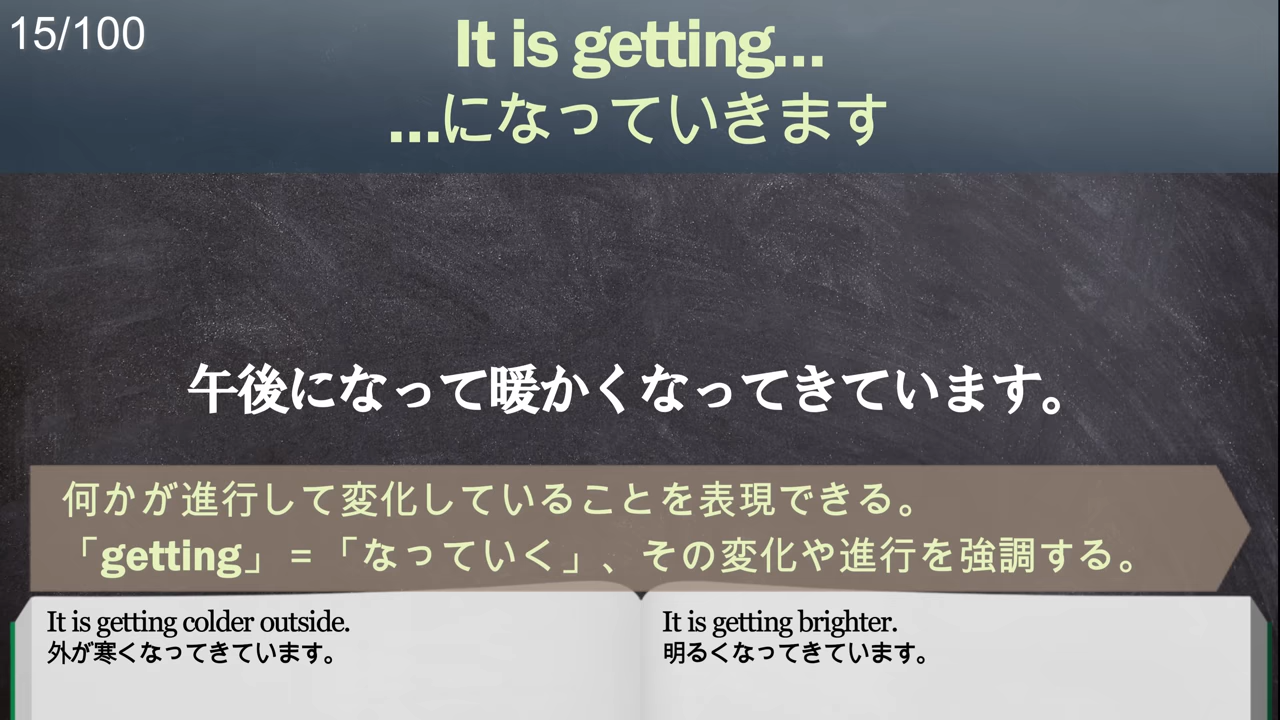 15/100
It is getting...
...になっていきます
午後になって暖かくなってきています。
何かが進行して変化していることを表現できる。
「getting」=「なっていく」、その変化や進行を強調する。
It is getting colder outside.
外が寒くなってきています。
It is getting brighter.
明るくなってきています。